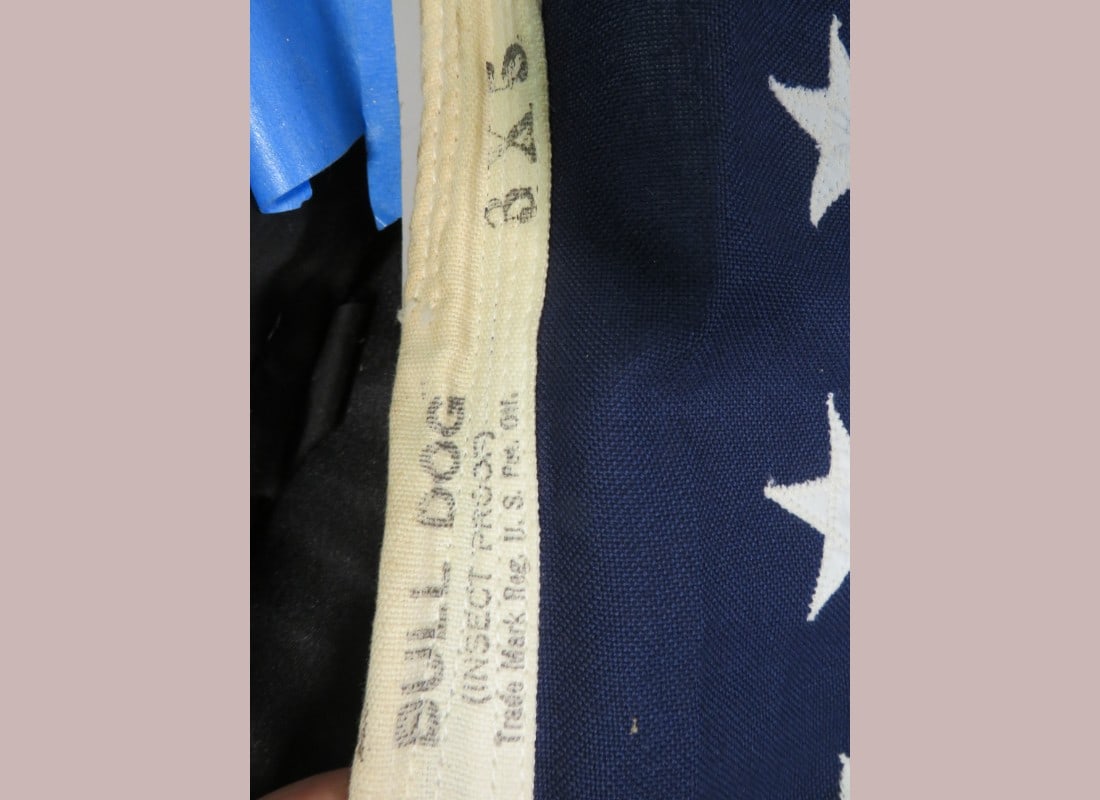 BULL DOG
(INSECT PROOF)
Trade Mark Reg. U. S. Pat. Off.
3 X 5